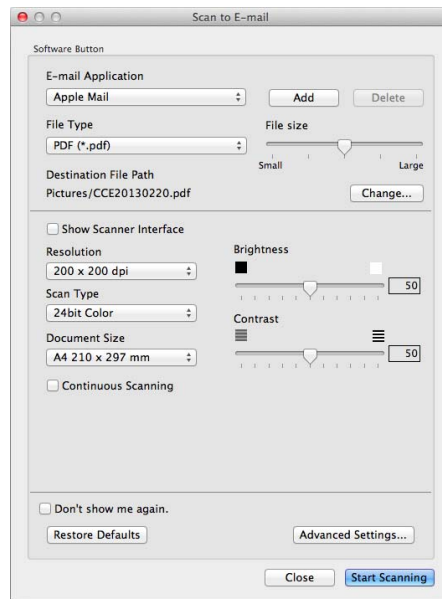 Scan to E-mail
Software Button
E-mail Application
Apple Mail
Add
Delete
File Type
File size
PDF (*.pdf)
Small
Large
Destination File Path
Pictures/CCE20130220.pdf
Change...
Show Scanner Interface
Resolution
Brightness
200 x 200 dpi
50
Scan Type
24bit Color
Contrast
Document Size
A4 210 x 297 mm
50
Continuous Scanning
Don't show me again.
Restore Defaults
Advanced Settings...
Close
Start Scanning